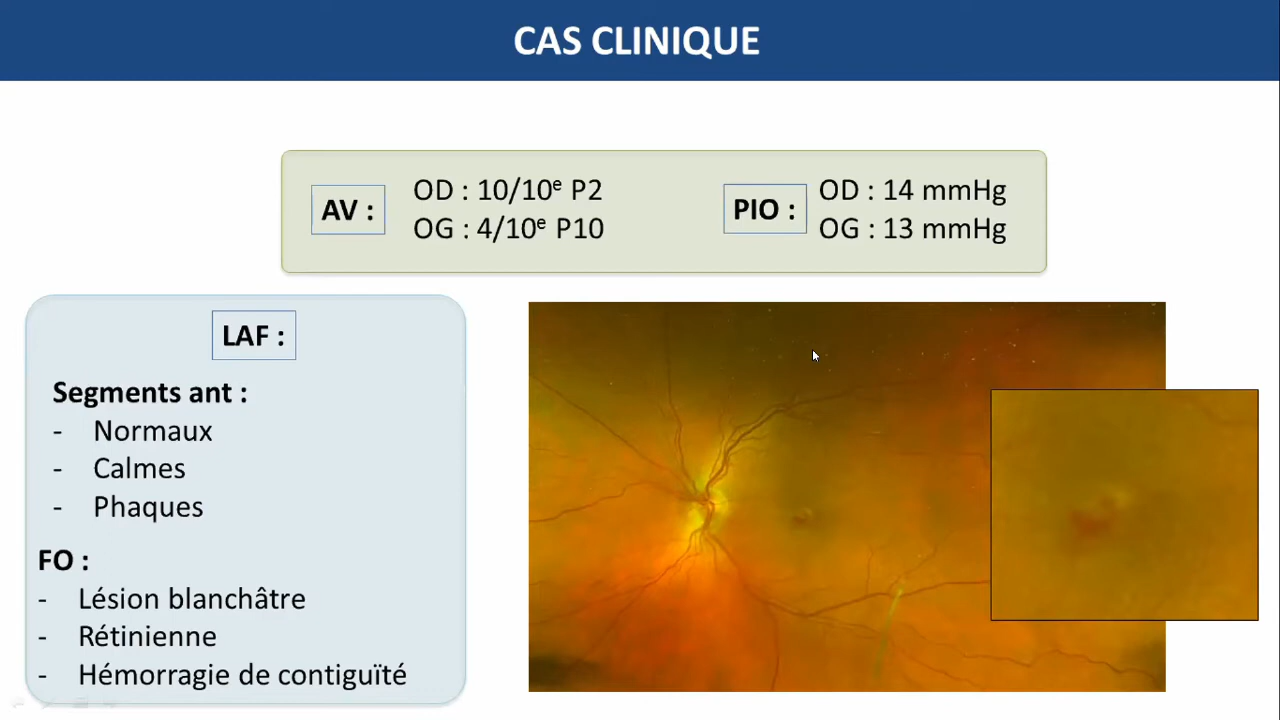 CAS CLINIQUE
AV :
OD : 10/10ᵉ P2
OG : 4/10ᵉ P10
PIO :
OD : 14 mmHg
OG : 13 mmHg
LAF :
Segments ant :
- Normaux
- Calmes
- Phaques
FO :
- Lésion blanchâtre
- Rétinienne
- Hémorragie de contiguïté